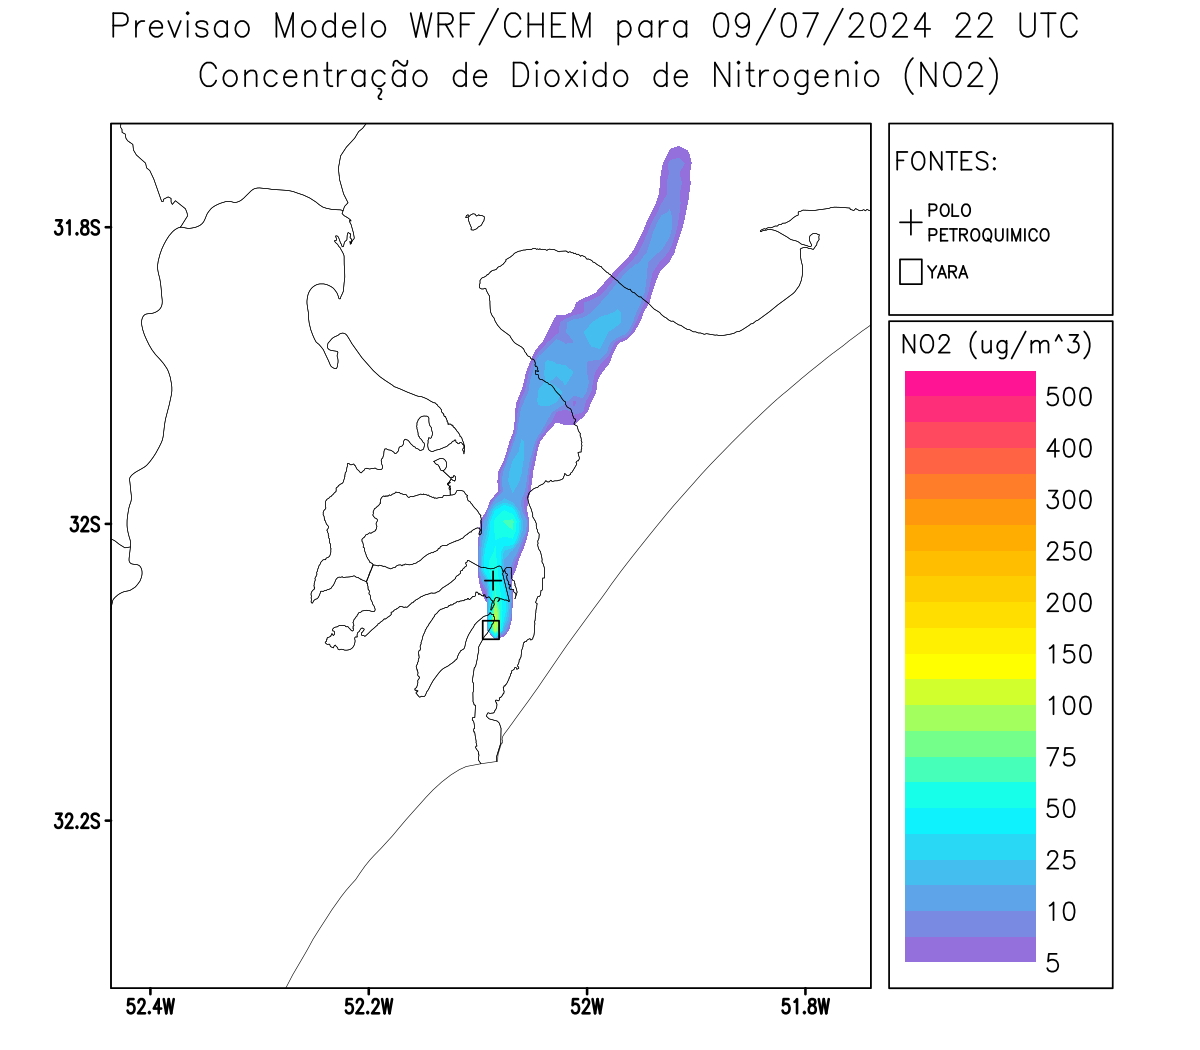 Previsao Modelo WRF/CHEM para 09/07/2024 22 UTC
Concentração de Dioxido de Nitrogenio (NO2)
FONTES:
POLO
PETROQUIMICO
YARA
31.8S
32S
32.2S
52.4W
52.2W
52W
51.8W
NO2 (ug/m^3)
500
400
300
250
200
150
100
75
50
25
10
5